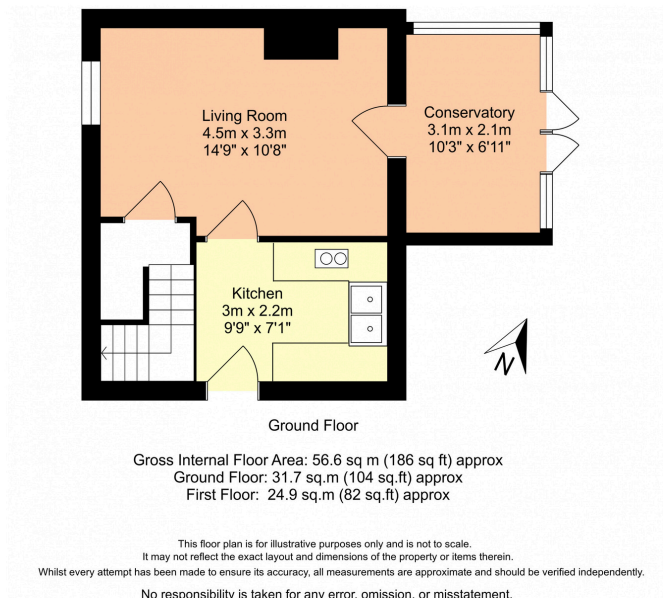 Living Room
4.5m x 3.3m
14'9" x 10'8"
Conservatory
3.1m x 2.1m
10'3" x 6'11"
Kitchen
3m x 2.2m
9'9" x 7'1"
N
Ground Floor
Gross Internal Floor Area: 56.6 sq m (186 sq ft) approx
Ground Floor: 31.7 sq.m (104 sq.ft) approx
First Floor: 24.9 sq.m (82 sq.ft) approx
This floor plan is for illustrative purposes only and is not to scale.
It may not reflect the exact layout and dimensions of the property or items therein.
Whilst every attempt has been made to ensure its accuracy, all measurements are approximate and should be verified independently.
No responsibility is taken for any error, omission, or misstatement.